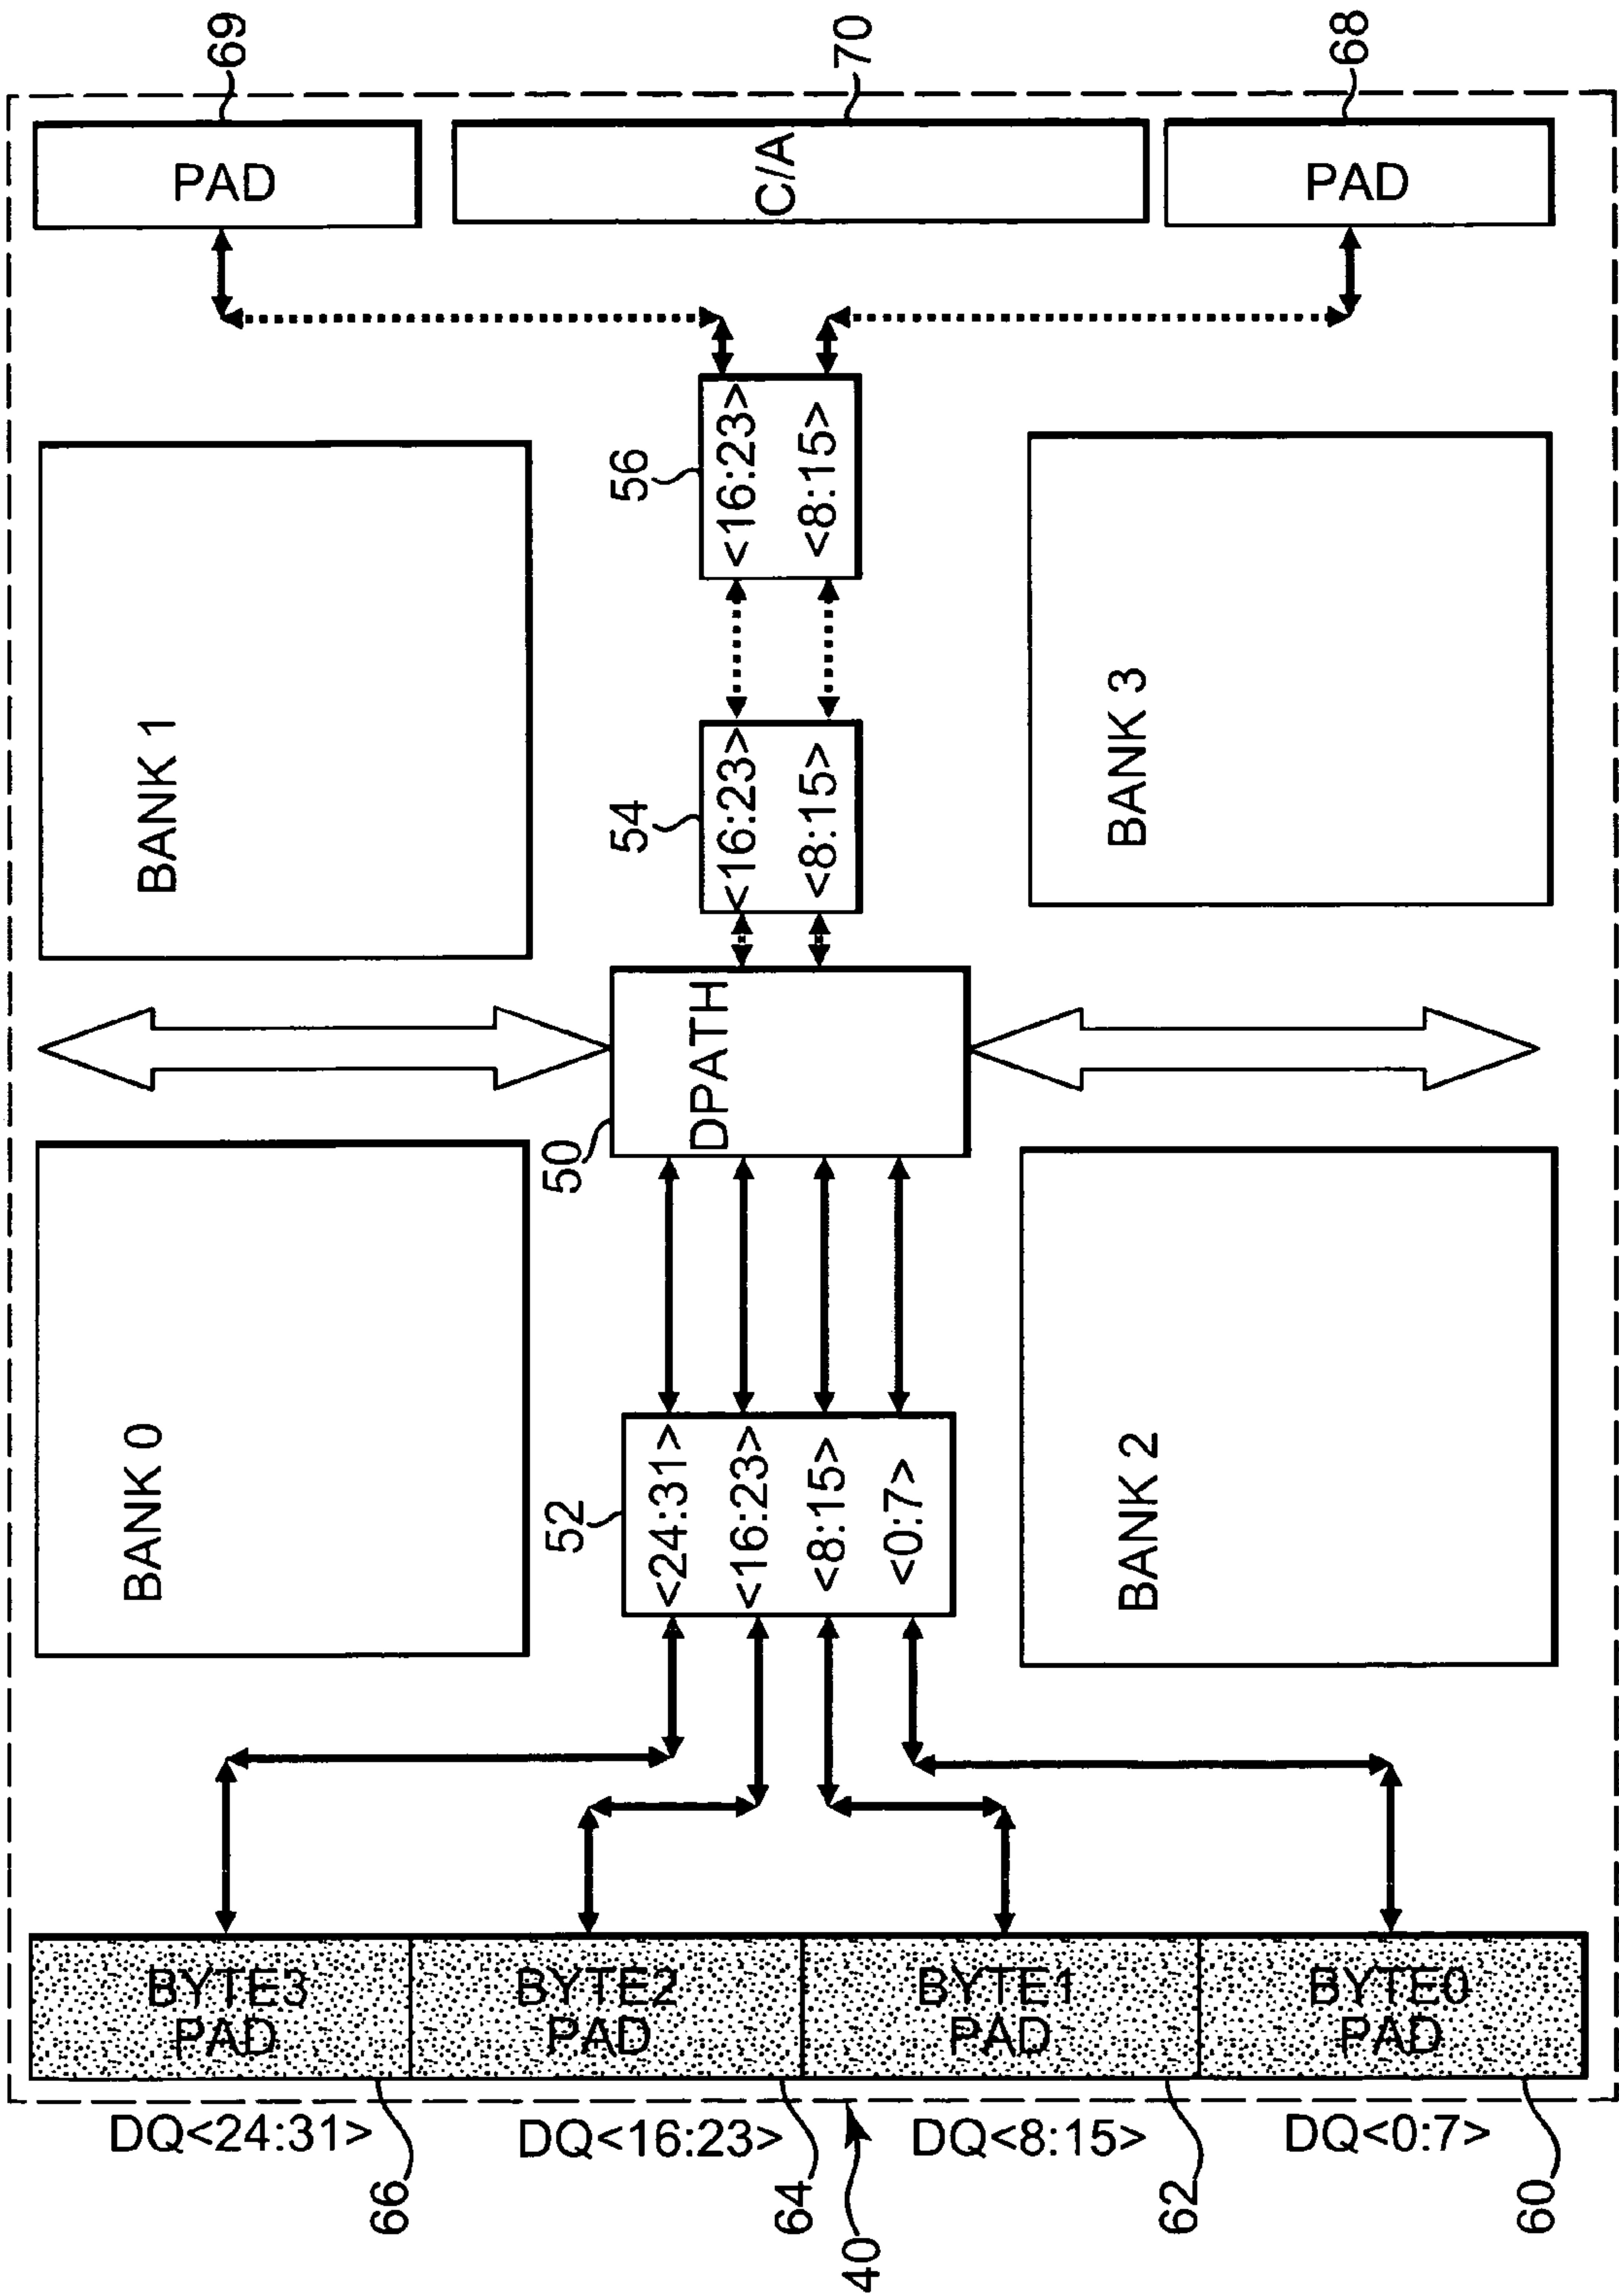 69
70
68
PAD
C/A
PAD
BANK 1
56
<16:23>
<8:15>
54
<16:23>
<8:15>
BANK 3
50
DPATH
BANK 0
52
<24:31>
<16:23>
<8:15>
<0:7>
BANK 2
BYTE3
PAD
BYTE2
PAD
BYTE1
PAD
BYTE0
PAD
DQ<24:31>
DQ<16:23>
DQ<8:15>
DQ<0:7>
66
64
40
62
60